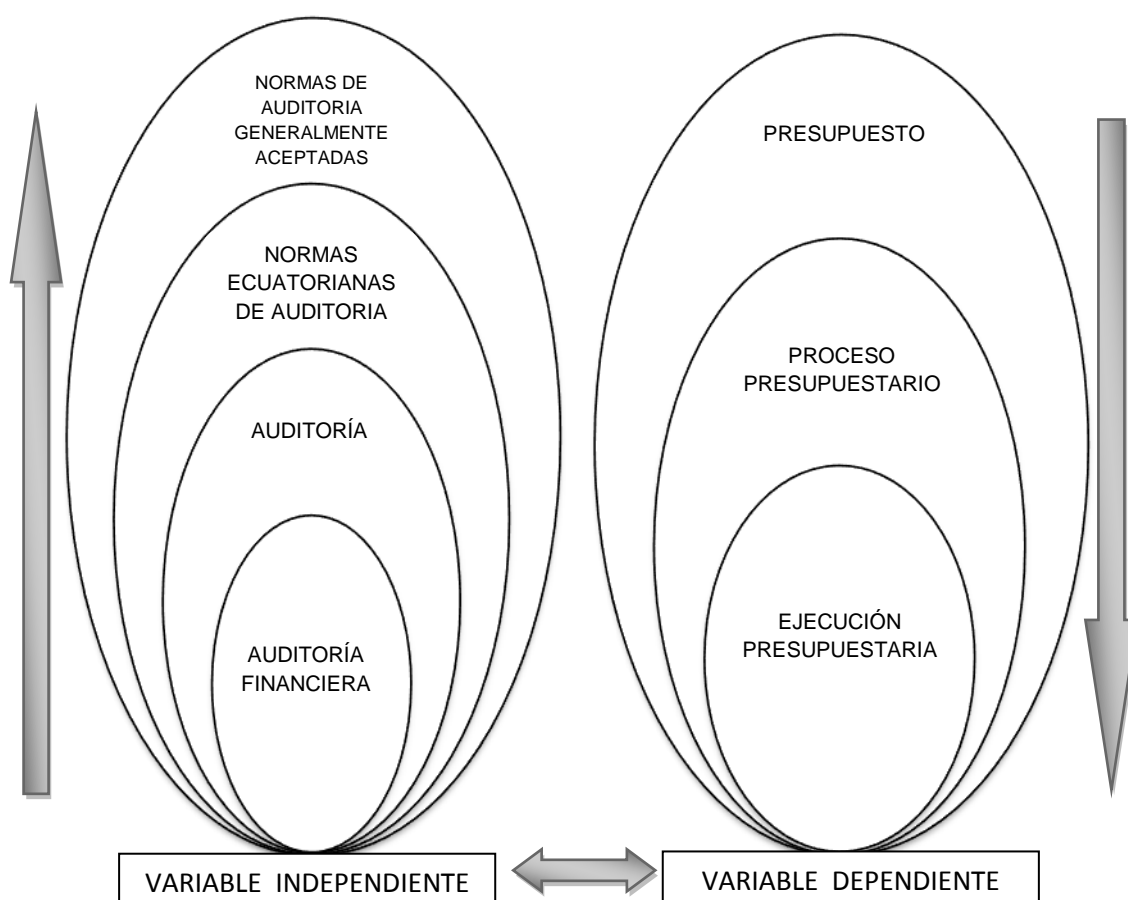 NORMAS DE
AUDITORIA
GENERALMENTE
ACEPTADAS
NORMAS
ECUATORIANAS
DE AUDITORIA
AUDITORÍA
AUDITORÍA
FINANCIERA
VARIABLE INDEPENDIENTE
PRESUPUESTO
PROCESO
PRESUPUESTARIO
EJECUCIÓN
PRESUPUESTARIA
VARIABLE DEPENDIENTE